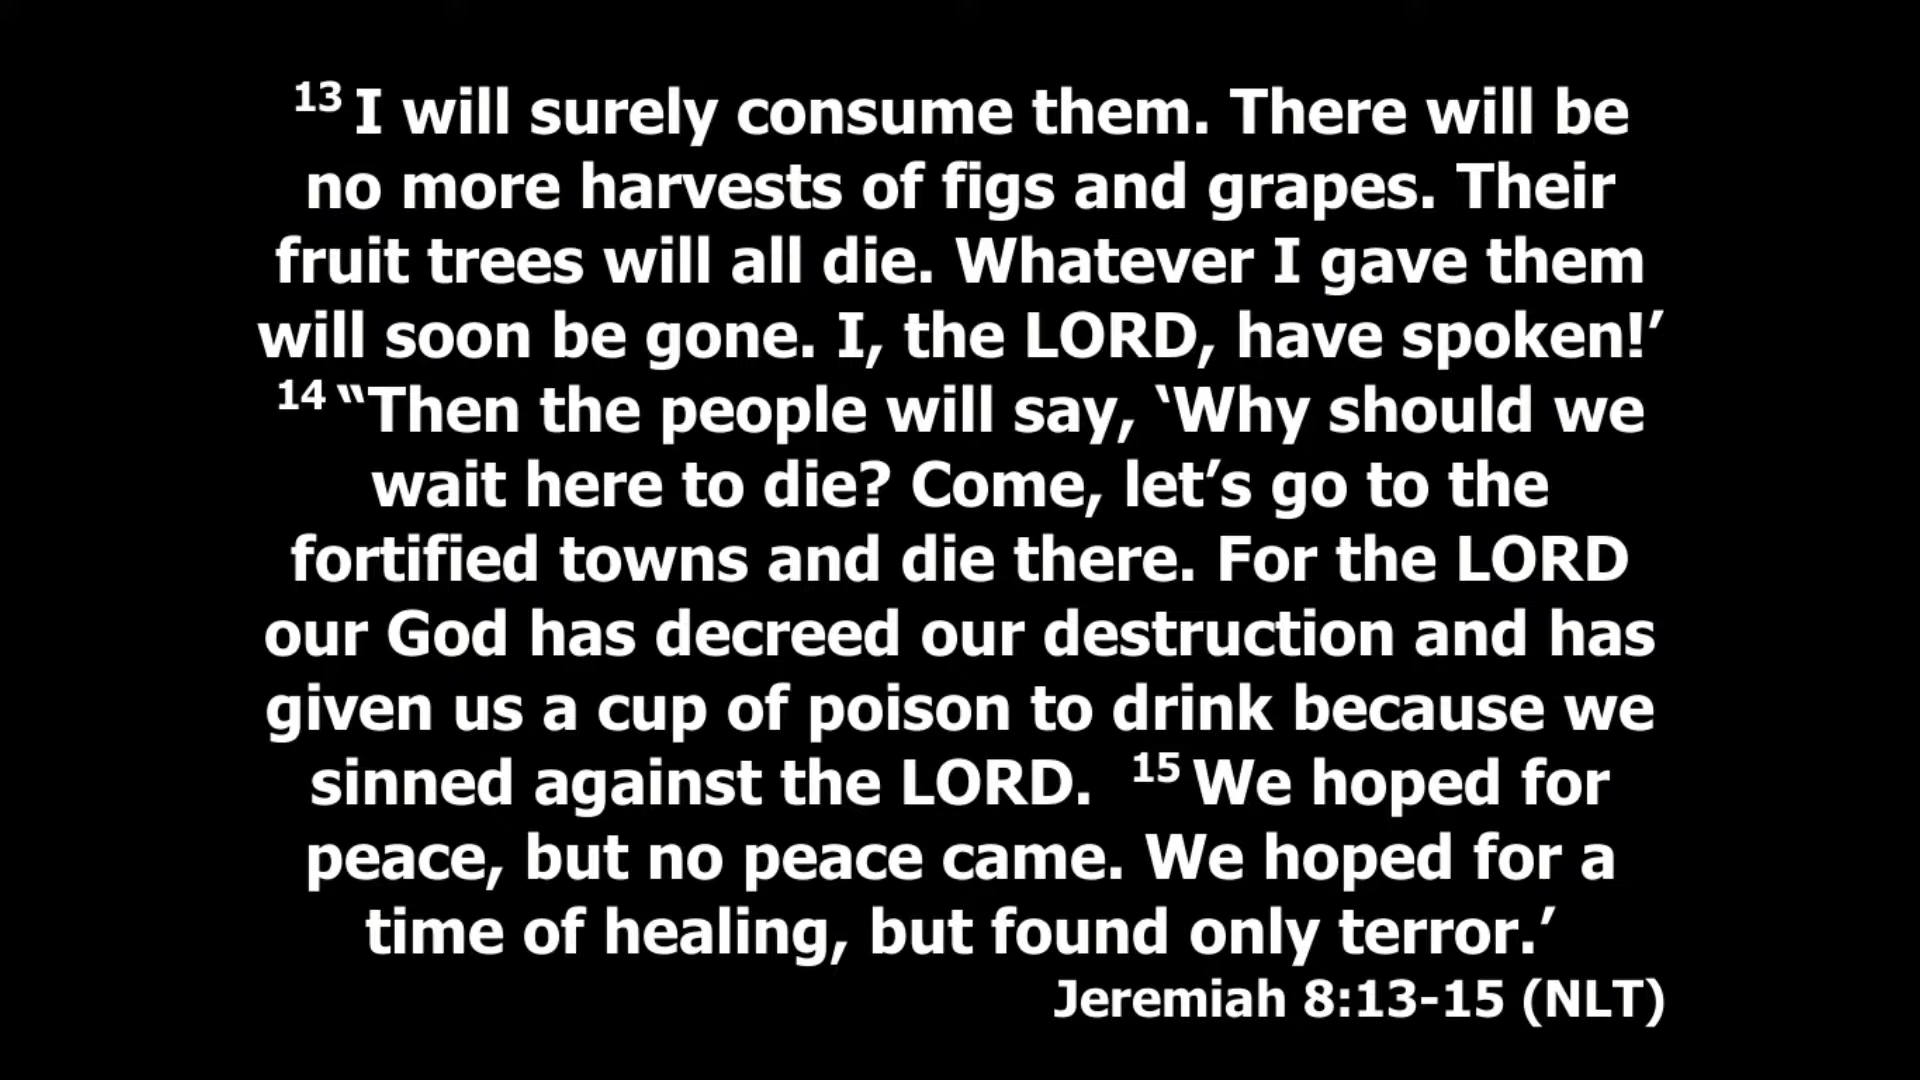 13 I will surely consume them. There will be
no more harvests of figs and grapes. Their
fruit trees will all die. Whatever I gave them
will soon be gone. I, the LORD, have spoken!’
14 “Then the people will say, ‘Why should we
wait here to die? Come, let’s go to the
fortified towns and die there. For the LORD
our God has decreed our destruction and has
given us a cup of poison to drink because we
sinned against the LORD. 15 We hoped for
peace, but no peace came. We hoped for a
time of healing, but found only terror.’
Jeremiah 8:13-15 (NLT)